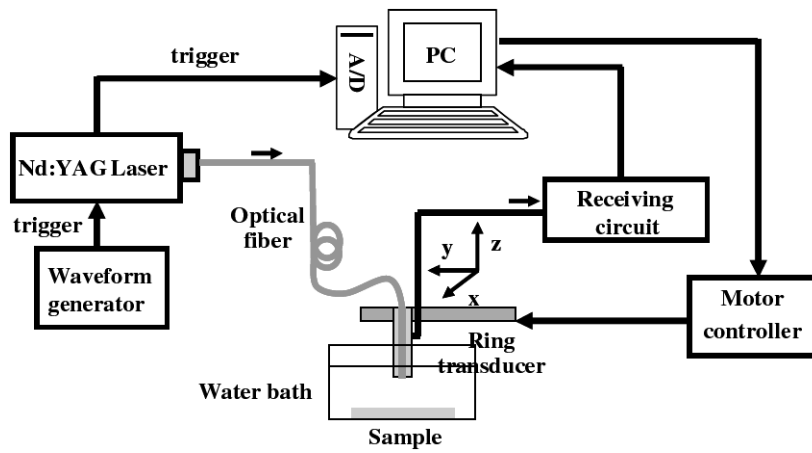 trigger
A/D
PC
Nd:YAG Laser
trigger
Waveform
generator
Optical
fiber
Receiving
circuit
z
y
x
Motor
controller
Ring
transducer
Water bath
Sample